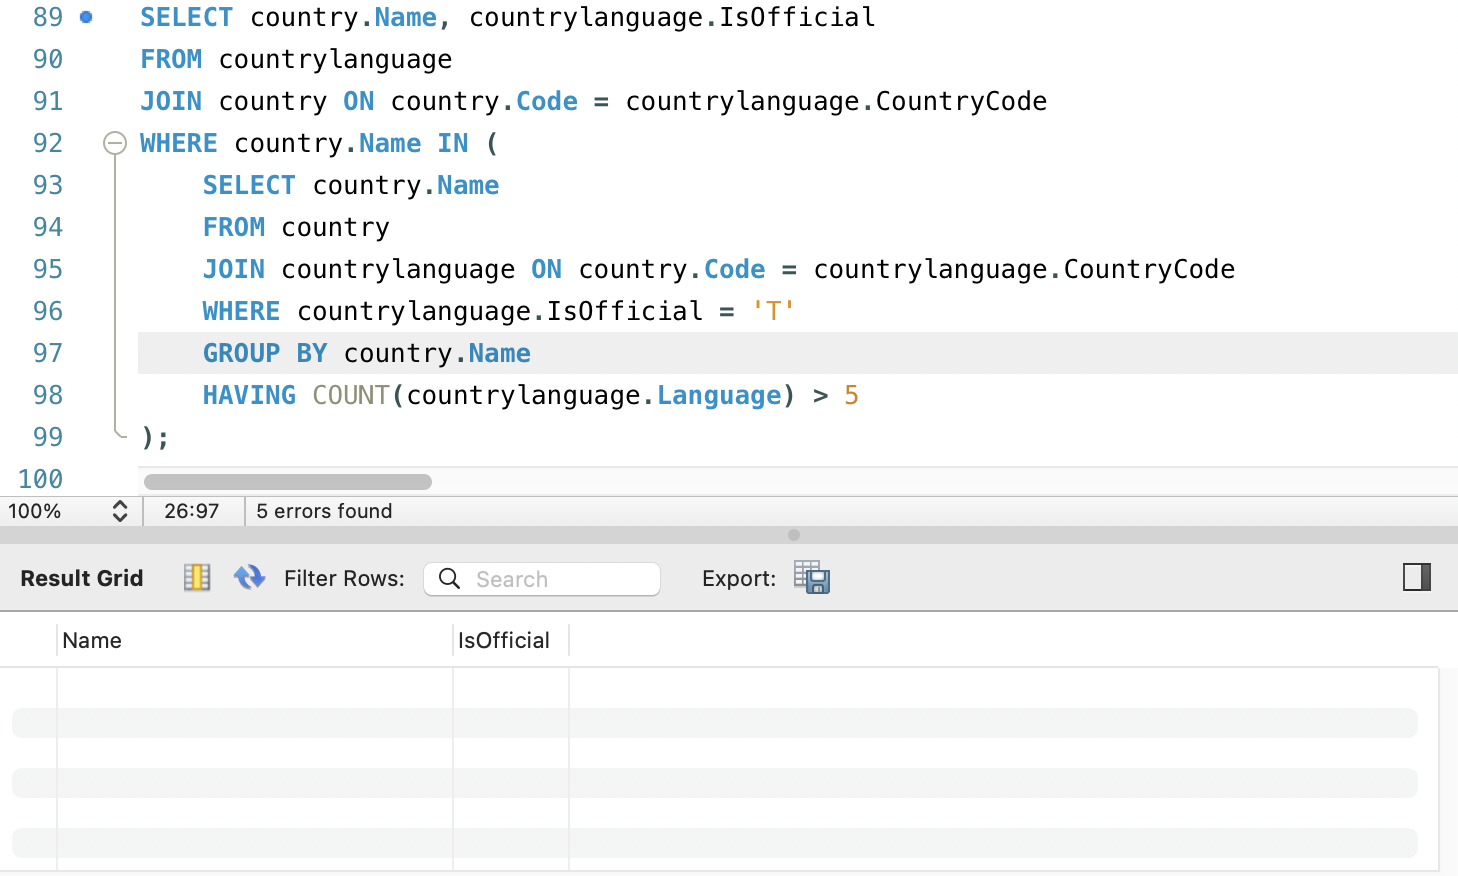 89 SELECT country.Name, countrylanguage.IsOfficial
90 FROM countrylanguage
91 JOIN country ON country.Code = countrylanguage.CountryCode
92 WHERE country.Name IN (
93 SELECT country.Name
94 FROM country
95 JOIN countrylanguage ON country.Code = countrylanguage.CountryCode
96 WHERE countrylanguage.IsOfficial = 'T'
97 GROUP BY country.Name
98 HAVING COUNT(countrylanguage.Language) > 5
99 );
100
100% 26:97 5 errors found
Result Grid Filter Rows: Search Export:
Name IsOfficial